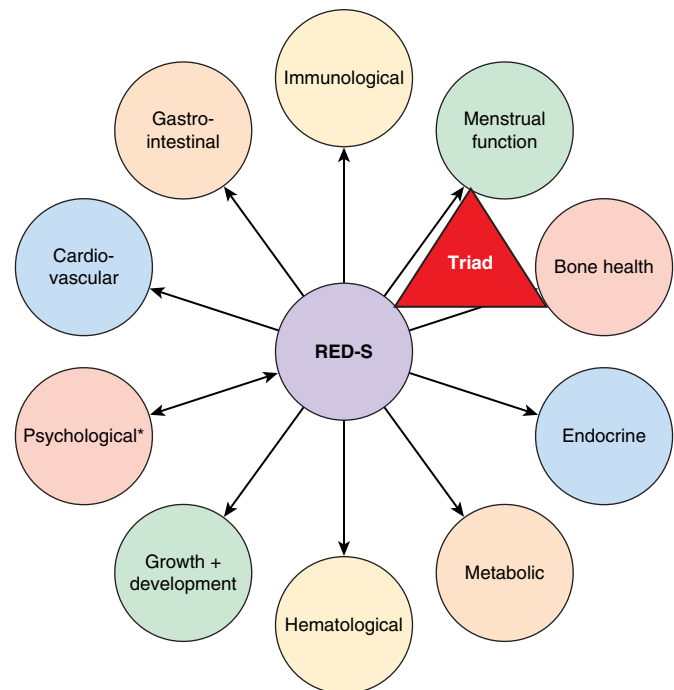 Immunological
Gastro-
intestinal
Menstrual
function
Cardio-
vascular
Triad
Bone health
RED-S
Psychological*
Endocrine
Growth +
development
Metabolic
Hematological